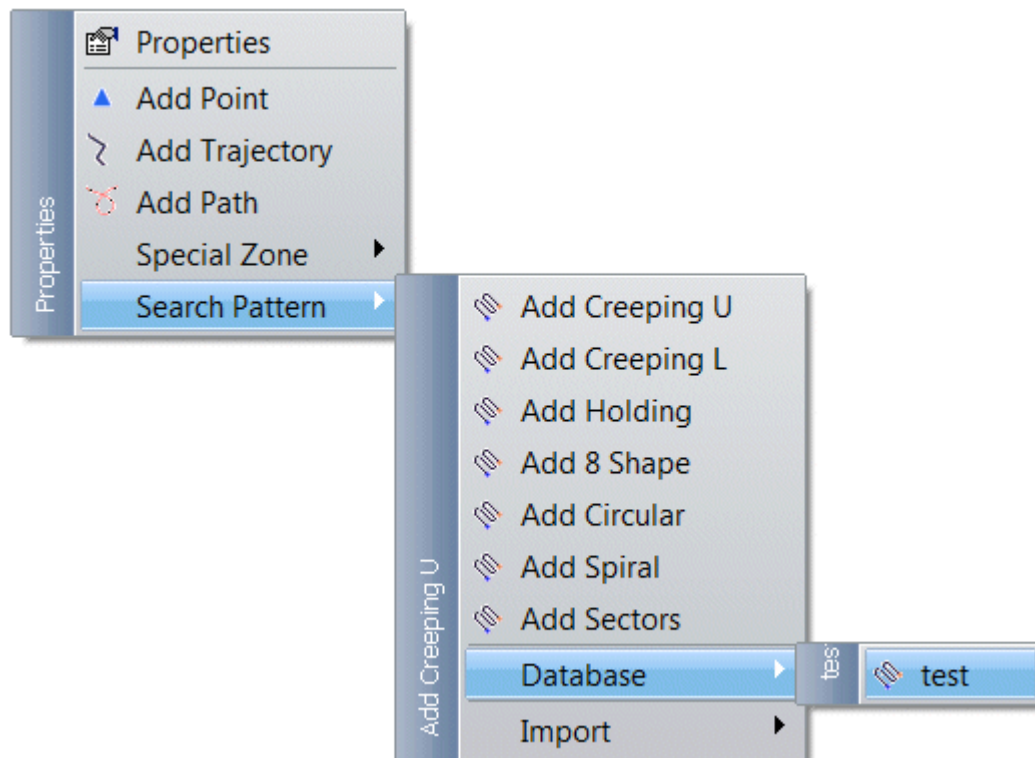 Properties
Properties
Add Point
Add Trajectory
Add Path
Special Zone
Search Pattern
Add Creeping U
Add Creeping U
Add Creeping L
Add Holding
Add 8 Shape
Add Circular
Add Spiral
Add Sectors
Database
Import
test